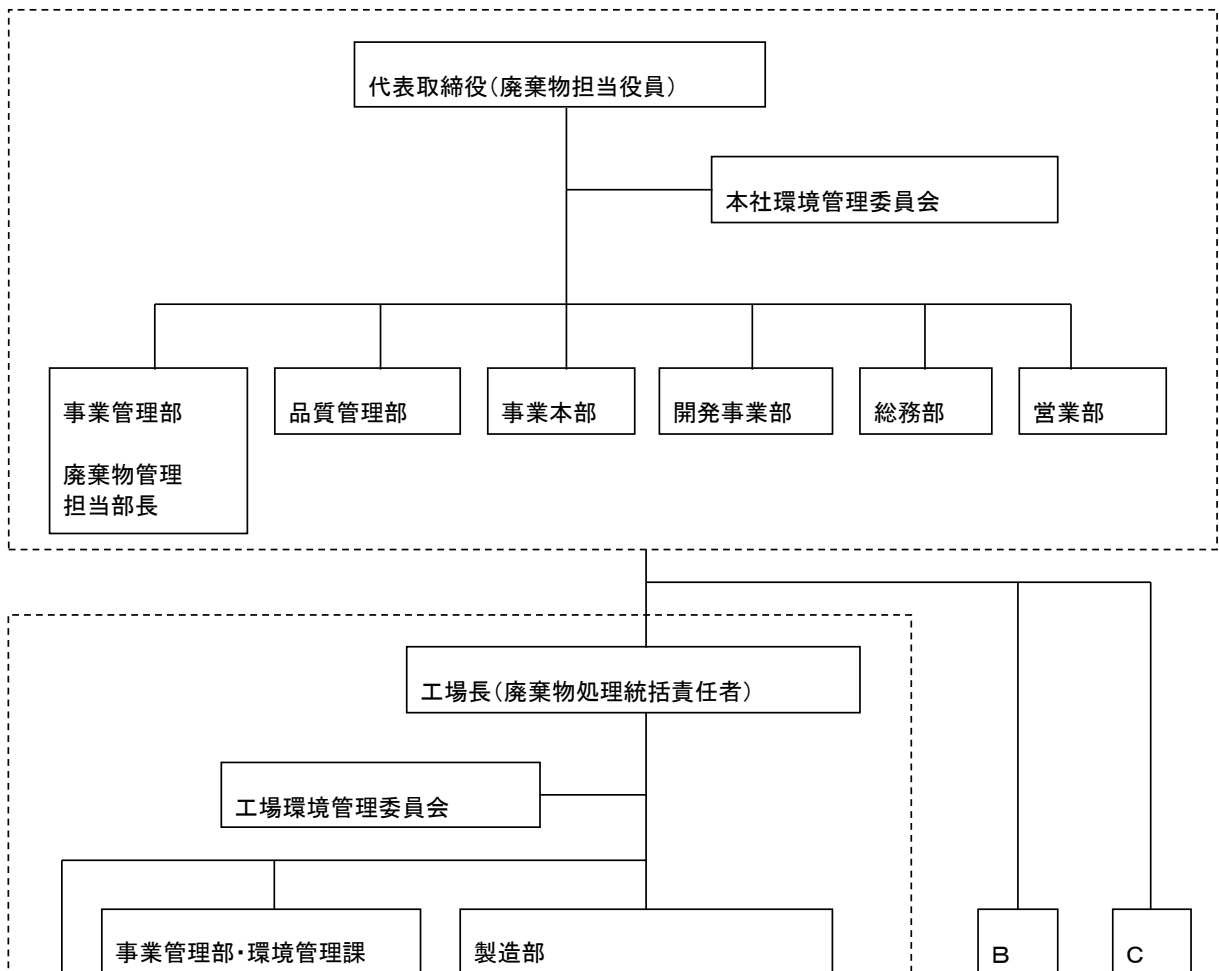 代表取締役(廃棄物担当役員)
本社環境管理委員会
事業管理部
廃棄物管理
担当部長
品質管理部
事業本部
開発事業部
総務部
営業部
工場長(廃棄物処理統括責任者)
工場環境管理委員会
事業管理部・環境管理課
製造部
B
C